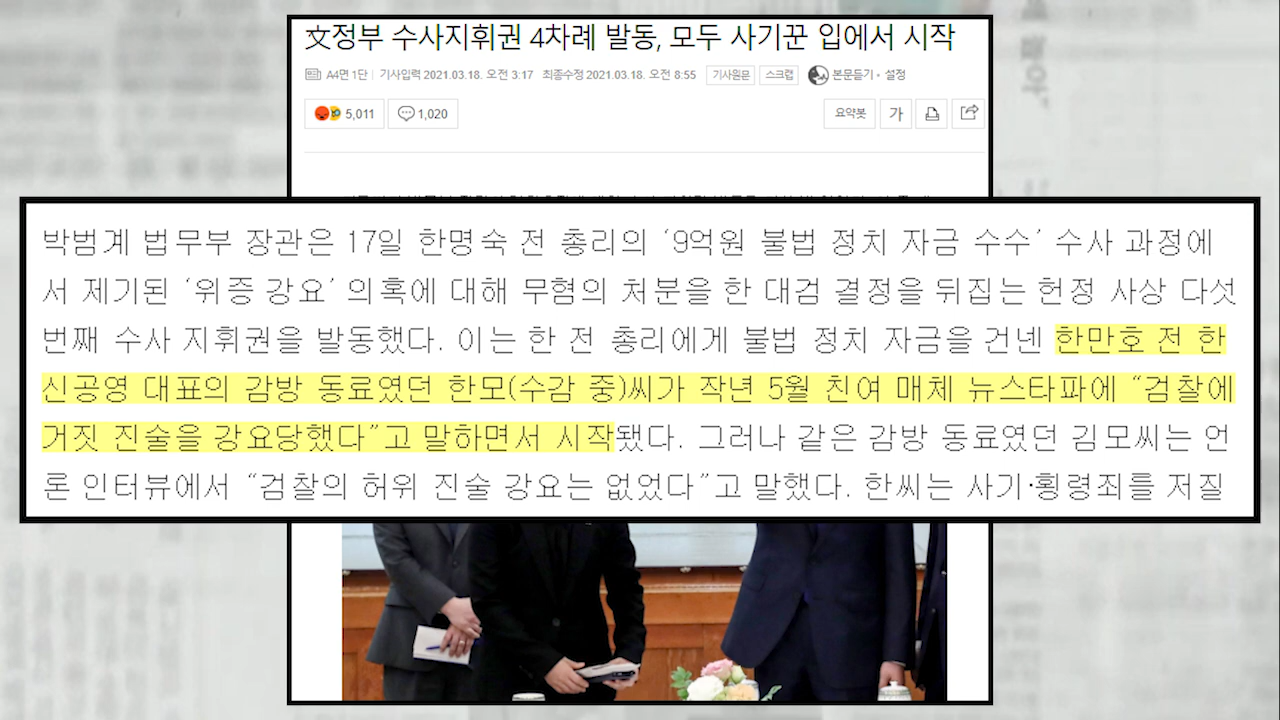 文정부 수사지휘권 4차례 발동, 모두 사기꾼 입에서 시작
A4면 1단 기사입력 2021.03.18. 오전 3:17 최종수정 2021.03.18. 오전 8:55 기사원문 스크랩 본문듣기 · 설정
5,011 1,020 요약봇 가
박범계 법무부 장관은 17일 한명숙 전 총리의 ‘9억원 불법 정치 자금 수수’ 수사 과정에
서 제기된 ‘위증 강요’ 의혹에 대해 무혐의 처분을 한 대검 결정을 뒤집는 헌정 사상 다섯
번째 수사 지휘권을 발동했다. 이는 한 전 총리에게 불법 정치 자금을 건넨 한만호 전 한
신공영 대표의 감방 동료였던 한모(수감 중)씨가 작년 5월 친여 매체 뉴스타파에 “검찰에
거짓 진술을 강요당했다”고 말하면서 시작됐다. 그러나 같은 감방 동료였던 김모씨는 언
론 인터뷰에서 “검찰의 허위 진술 강요는 없었다”고 말했다. 한씨는 사기·횡령죄를 저질